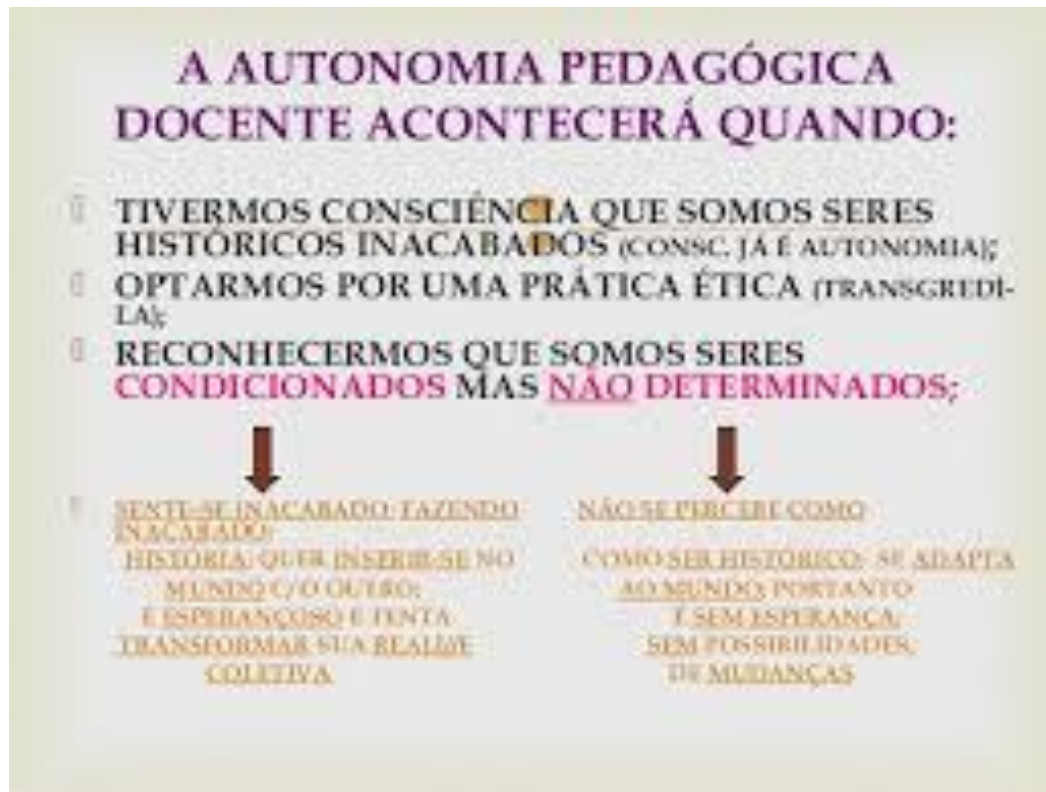 A AUTONOMIA PEDAGÓGICA
DOCENTE ACONTECERÁ QUANDO:
TIVERMOS CONSCIÊNCIA QUE SOMOS SERES
HISTÓRICOS INACABADOS (CONSC. JÁ É AUTONOMIA);
OPTARMOS POR UMA PRÁTICA ÉTICA (TRANSGREDÍ-
LA);
RECONHECERMOS QUE SOMOS SERES
CONDICIONADOS MAS NÃO DETERMINADOS;
SENTE-SE INACABADO; FAZENDO
INACABADO;
HISTÓRIA; QUER INSERIR-SE NO
MUNDO C/ O OUTRO;
É ESPERANÇOSO E TENTA
TRANSFORMAR SUA
COLETIVA
NÃO SE PERCEBE COMO
COMO SER HISTÓRICO; SE ADAPTA
AO MUNDO; PORTANTO
É SEM ESPERANÇA;
SEM POSSIBILIDADES,
DE MUDANÇAS